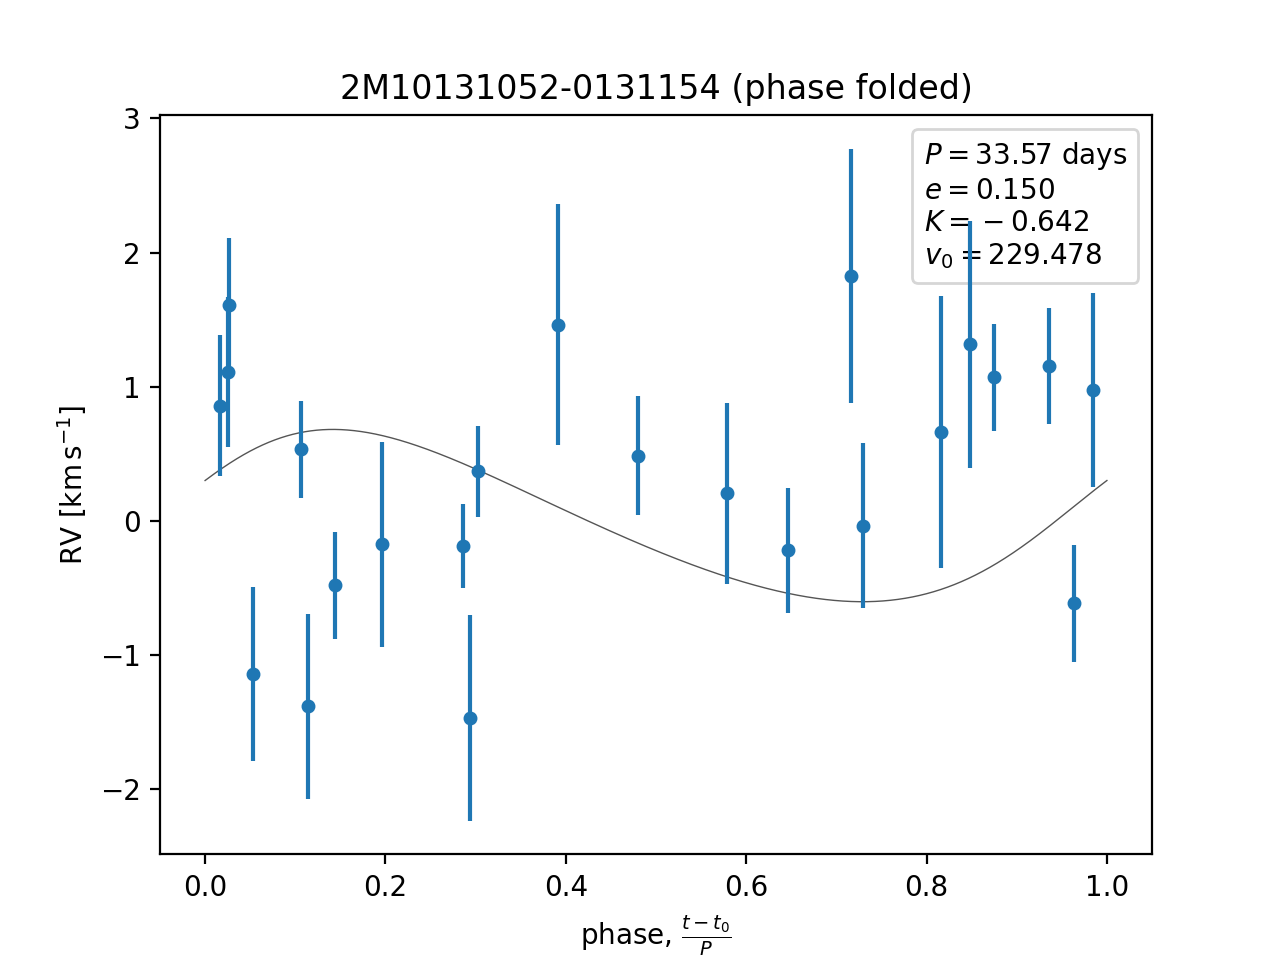 2M10131052-0131154 (phase folded)
P = 33.57 days
e = 0.150
K = −0.642
v₀ = 229.478
3
2
1
0
−1
−2
RV [km s⁻¹]
0.0 0.2 0.4 0.6 0.8 1.0
phase, (t − t₀)/P